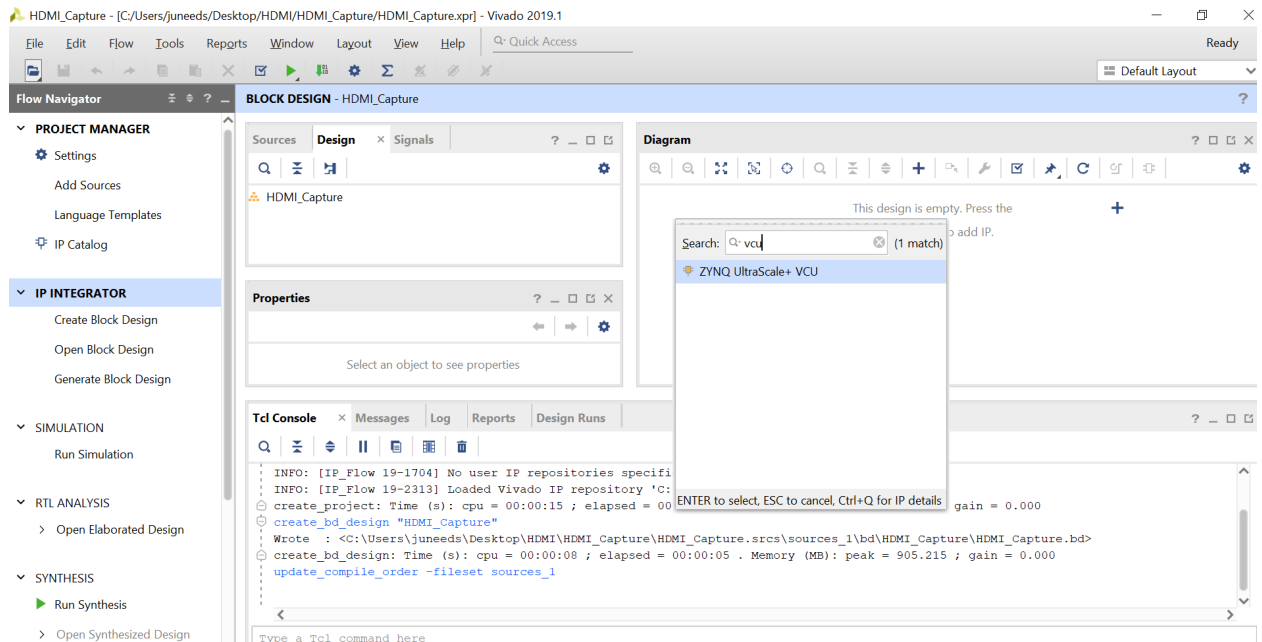 HDMI_Capture - [C:/Users/juneeds/Desktop/HDMI/HDMI_Capture/HDMI_Capture.xpr] - Vivado 2019.1
File Edit Flow Tools Reports Window Layout View Help Quick Access Ready
Default Layout
Flow Navigator ? _
BLOCK DESIGN - HDMI_Capture ?
PROJECT MANAGER
Settings
Add Sources
Language Templates
IP Catalog
IP INTEGRATOR
Create Block Design
Open Block Design
Generate Block Design
SIMULATION
Run Simulation
RTL ANALYSIS
Open Elaborated Design
SYNTHESIS
Run Synthesis
Open Synthesized Design
Sources Design × Signals ? _
HDMI_Capture
Properties ? _
Select an object to see properties
Diagram ?
This design is empty. Press the +
o add IP.
Search: vcu (1 match)
ZYNQ UltraScale+ VCU
ENTER to select, ESC to cancel, Ctrl+Q for IP details
Tcl Console × Messages Log Reports Design Runs ? _
INFO: [IP_Flow 19-1704] No user IP repositories specifi
INFO: [IP_Flow 19-2313] Loaded Vivado IP repository 'C:
create_project: Time (s): cpu = 00:00:15 ; elapsed = 00 gain = 0.000
create_bd_design "HDMI_Capture"
Wrote : <C:\Users\juneeds\Desktop\HDMI\HDMI_Capture\HDMI_Capture.srcs\sources_1\bd\HDMI_Capture\HDMI_Capture.bd>
create_bd_design: Time (s): cpu = 00:00:08 ; elapsed = 00:00:05 . Memory (MB): peak = 905.215 ; gain = 0.000
update_compile_order -fileset sources_1
Type a Tcl command here